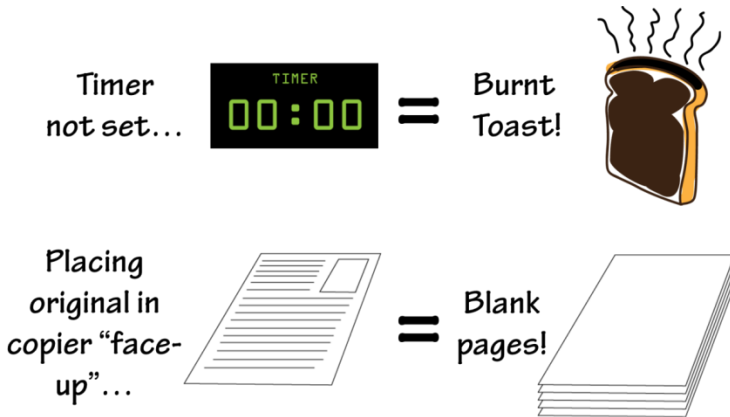 Timer
not set…
TIMER
00:00
=
Burnt
Toast!
Placing
original in
copier “face-
up”…
=
Blank
pages!